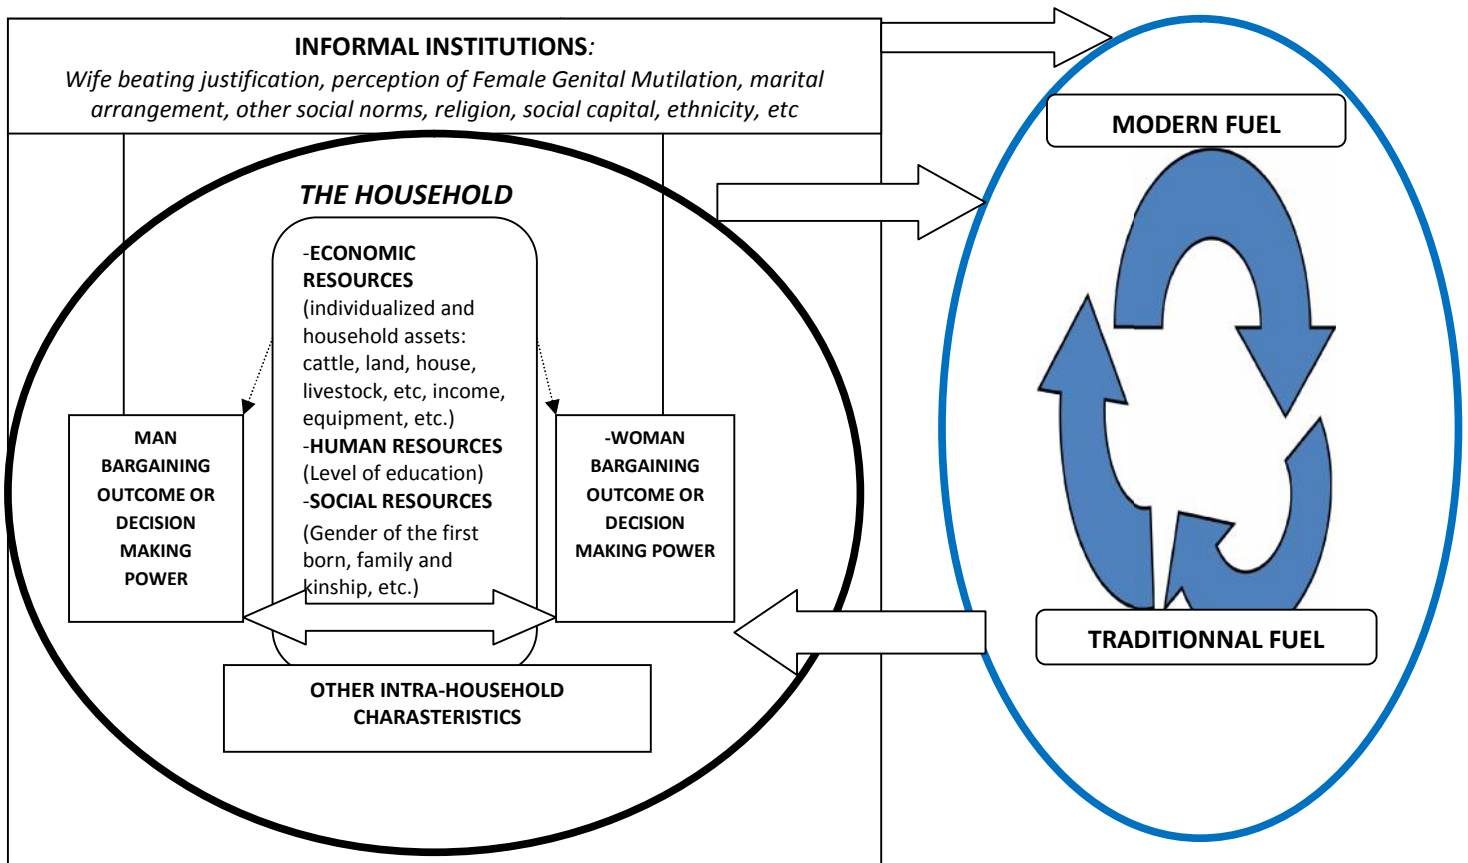 INFORMAL INSTITUTIONS:
Wife beating justification, perception of Female Genital Mutilation, marital
arrangement, other social norms, religion, social capital, ethnicity, etc
THE HOUSEHOLD
-ECONOMIC
RESOURCES
(individualized and
household assets:
cattle, land, house,
livestock, etc, income,
equipment, etc.)
-HUMAN RESOURCES
(Level of education)
-SOCIAL RESOURCES
(Gender of the first
born, family and
kinship, etc.)
MAN
BARGAINING
OUTCOME OR
DECISION
MAKING
POWER
-WOMAN
BARGAINING
OUTCOME OR
DECISION
MAKING POWER
OTHER INTRA-HOUSEHOLD
CHARASTERISTICS
MODERN FUEL
TRADITIONNAL FUEL